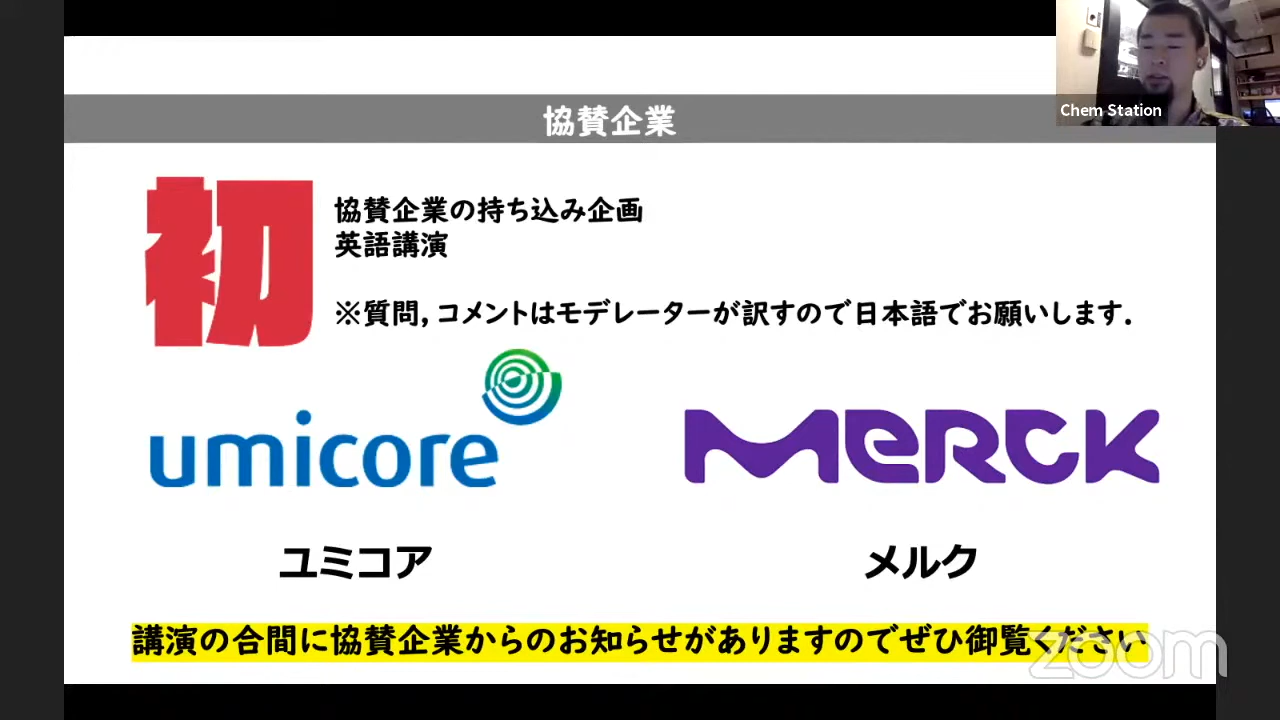 協賛企業
Chem Station
初
協賛企業の持ち込み企画
英語講演
※質問，コメントはモデレーターが訳すので日本語でお願いします．
umicore
MERCK
ユミコア
メルク
講演の合間に協賛企業からのお知らせがありますのでぜひ御覧ください
zoom